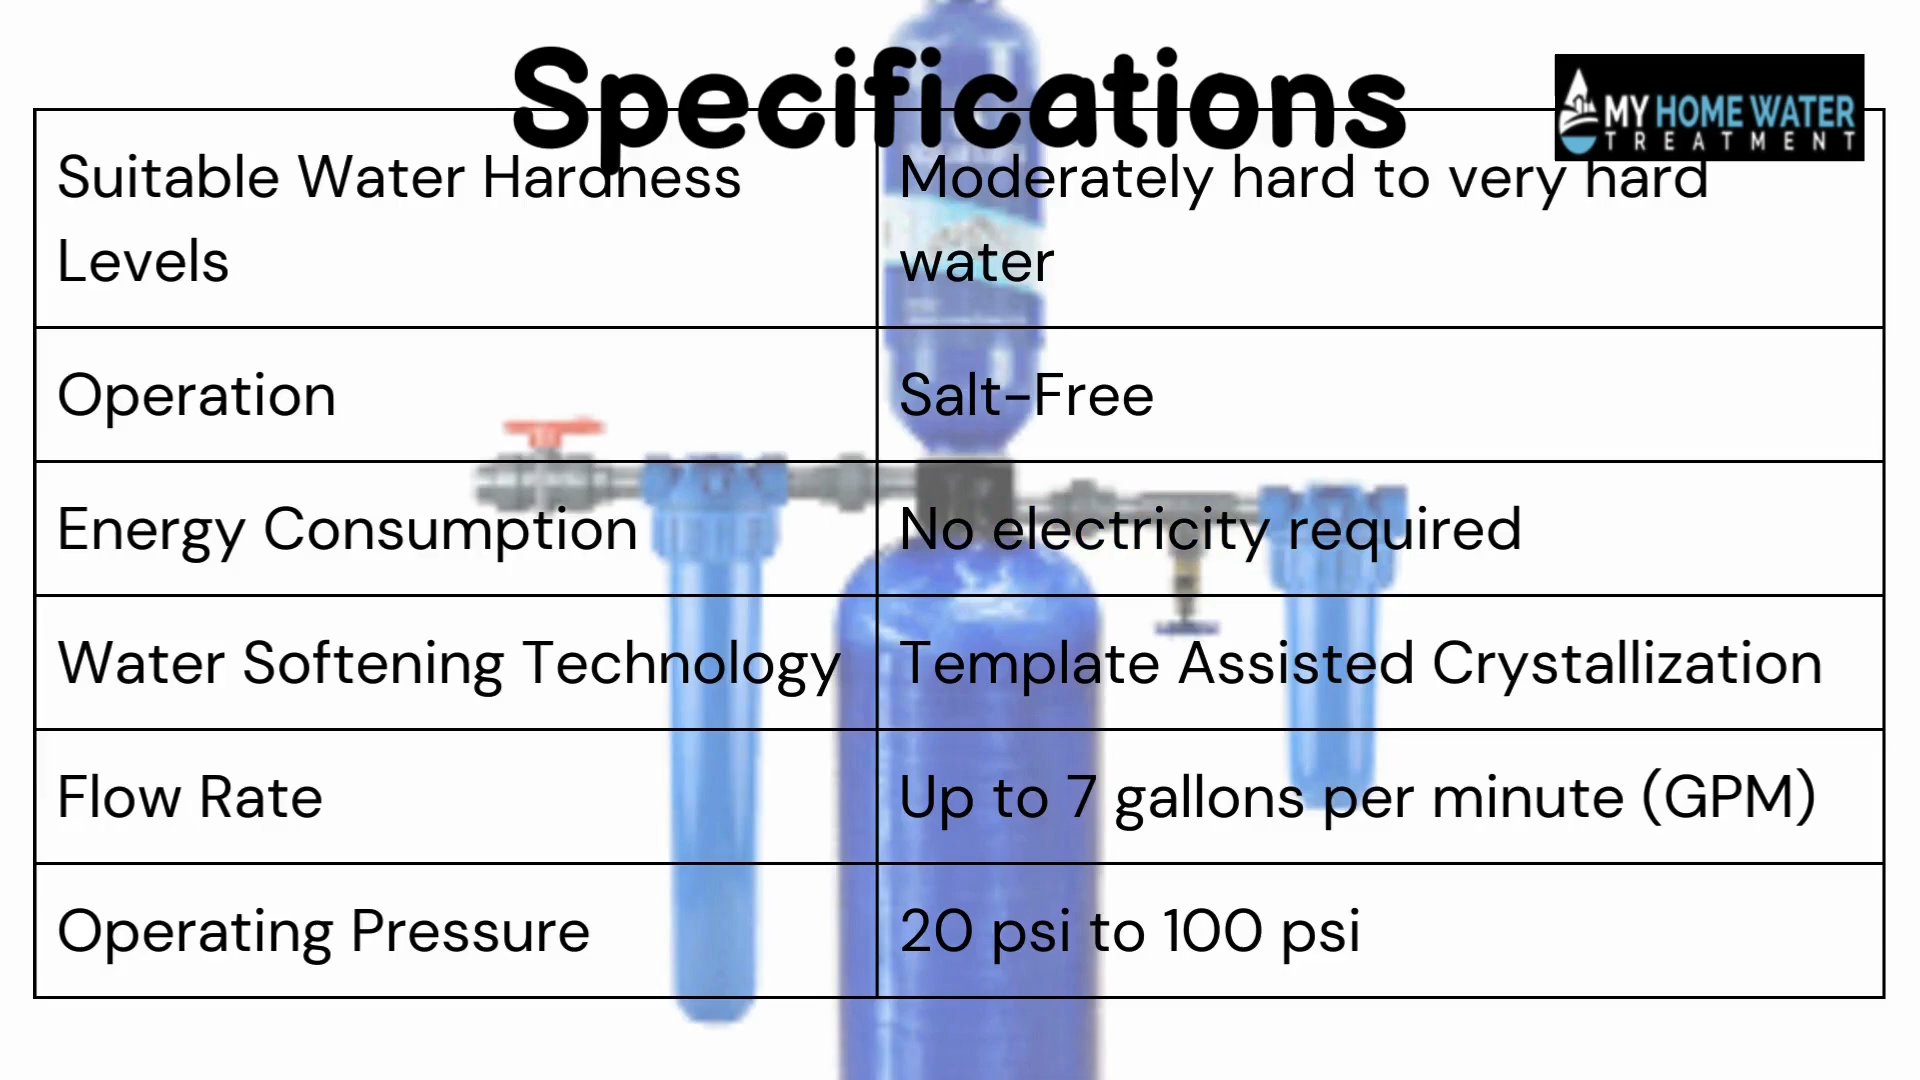 Specifications
MY HOME WATER
TREATMENT
Suitable Water Hardness
Levels
Moderately hard to very hard
water
Operation
Salt-Free
Energy Consumption
No electricity required
Water Softening Technology
Template Assisted Crystallization
Flow Rate
Up to 7 gallons per minute (GPM)
Operating Pressure
20 psi to 100 psi